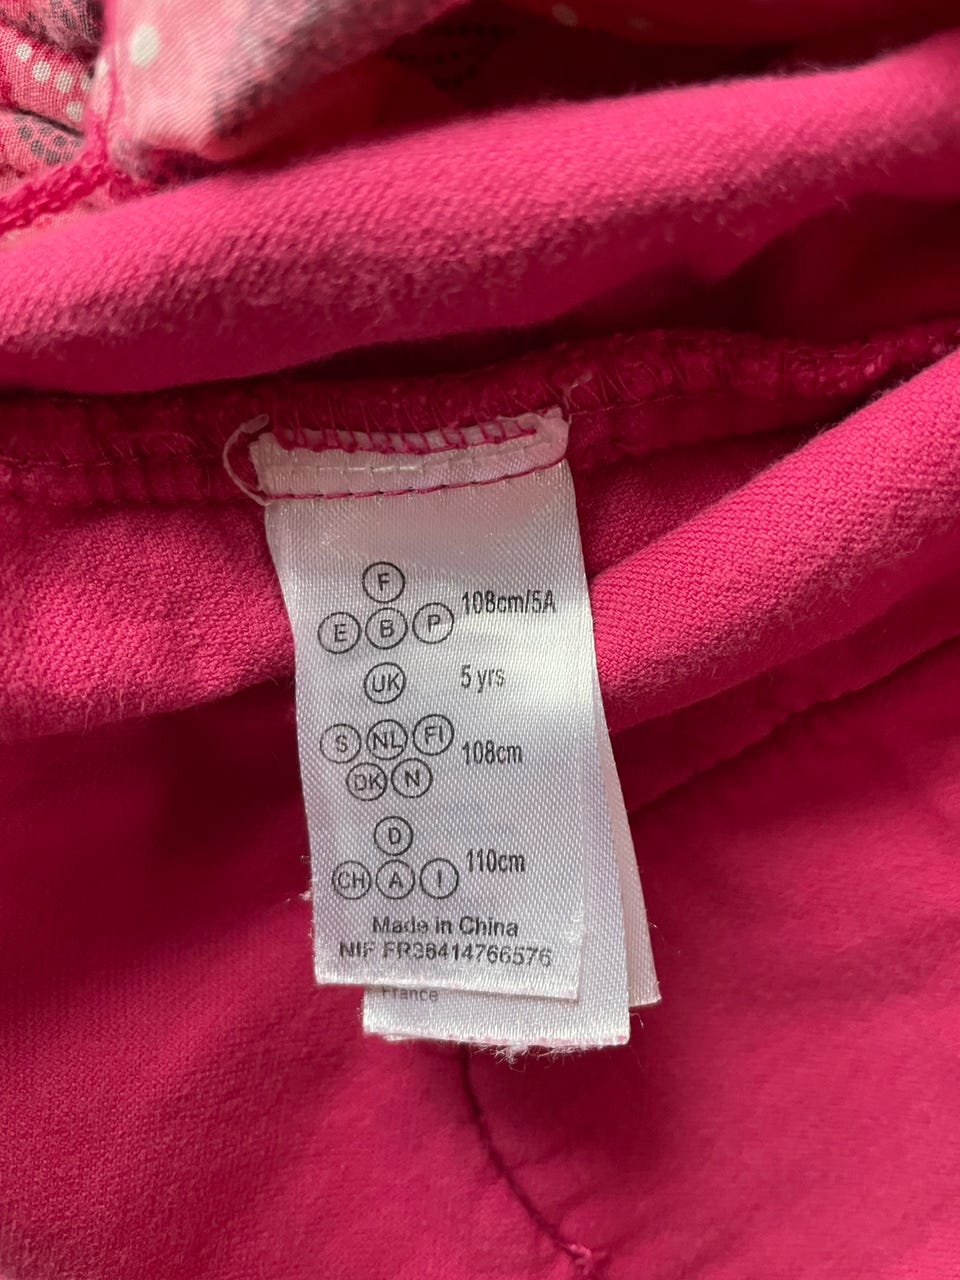 F
108cm/5A
E B P
UK 5 yrs
S NL FI
108cm
DK N
D
110cm
CH A I
Made in China
NIF FR38414766576
France